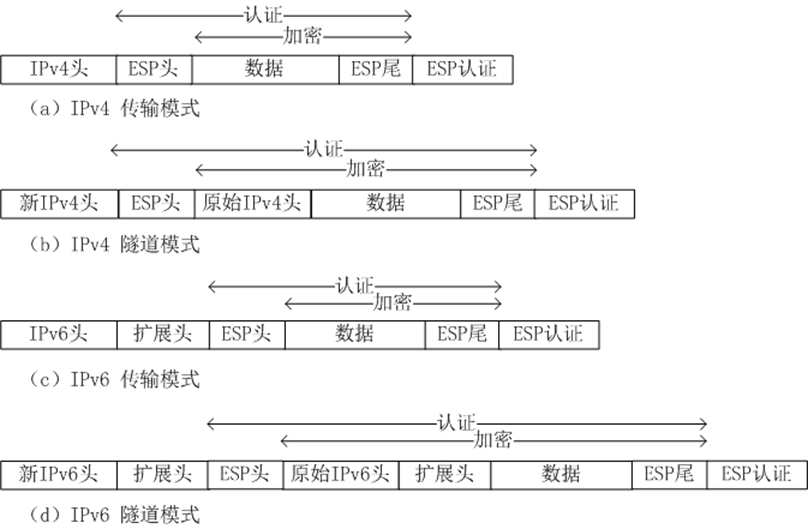 认证
加密
IPv4头 ESP头 数据 ESP尾 ESP认证
（a）IPv4 传输模式
认证
加密
新IPv4头 ESP头 原始IPv4头 数据 ESP尾 ESP认证
（b）IPv4 隧道模式
认证
加密
IPv6头 扩展头 ESP头 数据 ESP尾 ESP认证
（c）IPv6 传输模式
认证
加密
新IPv6头 扩展头 ESP头 原始IPv6头 扩展头 数据 ESP尾 ESP认证
（d）IPv6 隧道模式